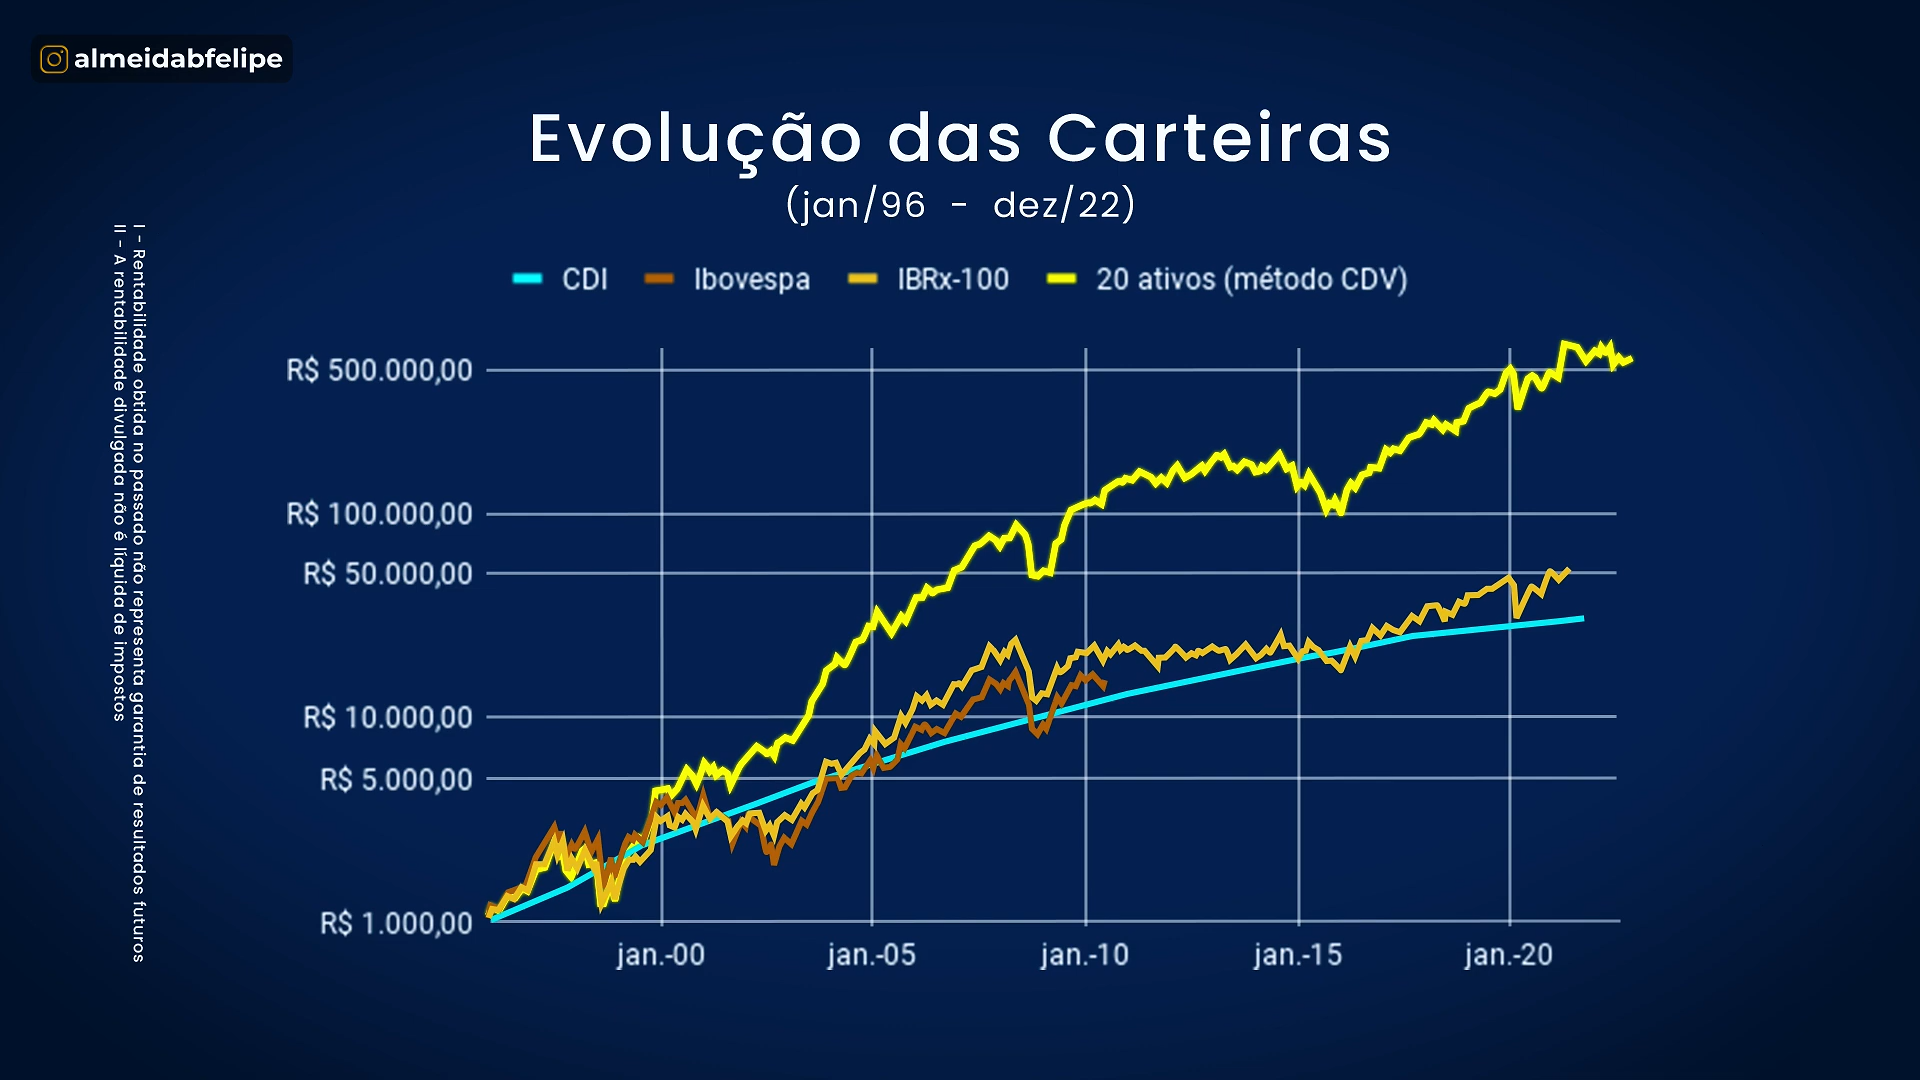 almeidabfelipe
Evolução das Carteiras
(jan/96 - dez/22)
CDI Ibovespa IBRx-100 20 ativos (método CDV)
R$ 500.000,00
R$ 100.000,00
R$ 50.000,00
R$ 10.000,00
R$ 5.000,00
R$ 1.000,00
jan.-00 jan.-05 jan.-10 jan.-15 jan.-20
I - Rentabilidade obtida no passado não representa garantia de resultados futuros
II - A rentabilidade divulgada não é líquida de impostos